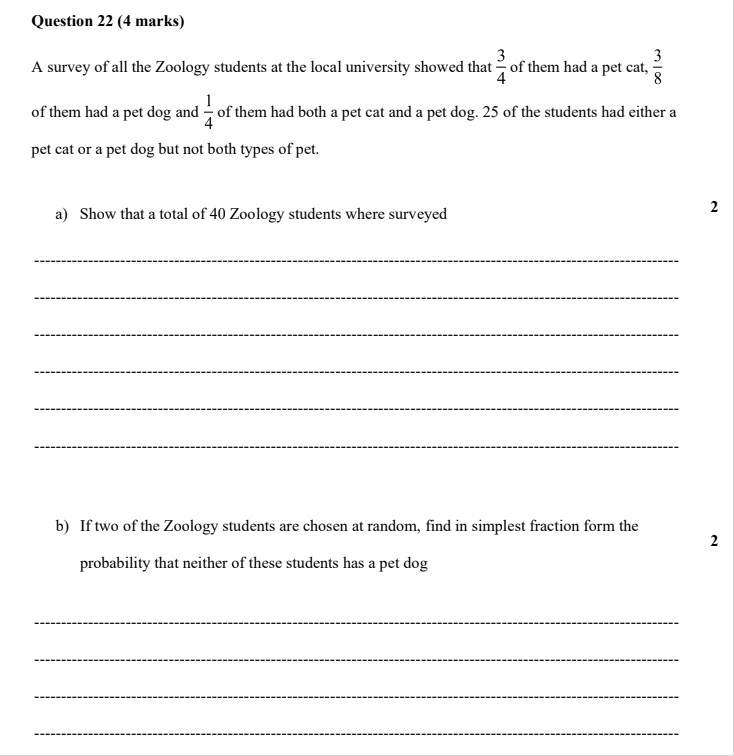 Question 22 (4 marks)
A survey of all the Zoology students at the local university showed that 3/4 of them had a pet cat, 3/8
of them had a pet dog and 1/4 of them had both a pet cat and a pet dog. 25 of the students had either a
pet cat or a pet dog but not both types of pet.
a) Show that a total of 40 Zoology students where surveyed
2
b) If two of the Zoology students are chosen at random, find in simplest fraction form the
2
probability that neither of these students has a pet dog